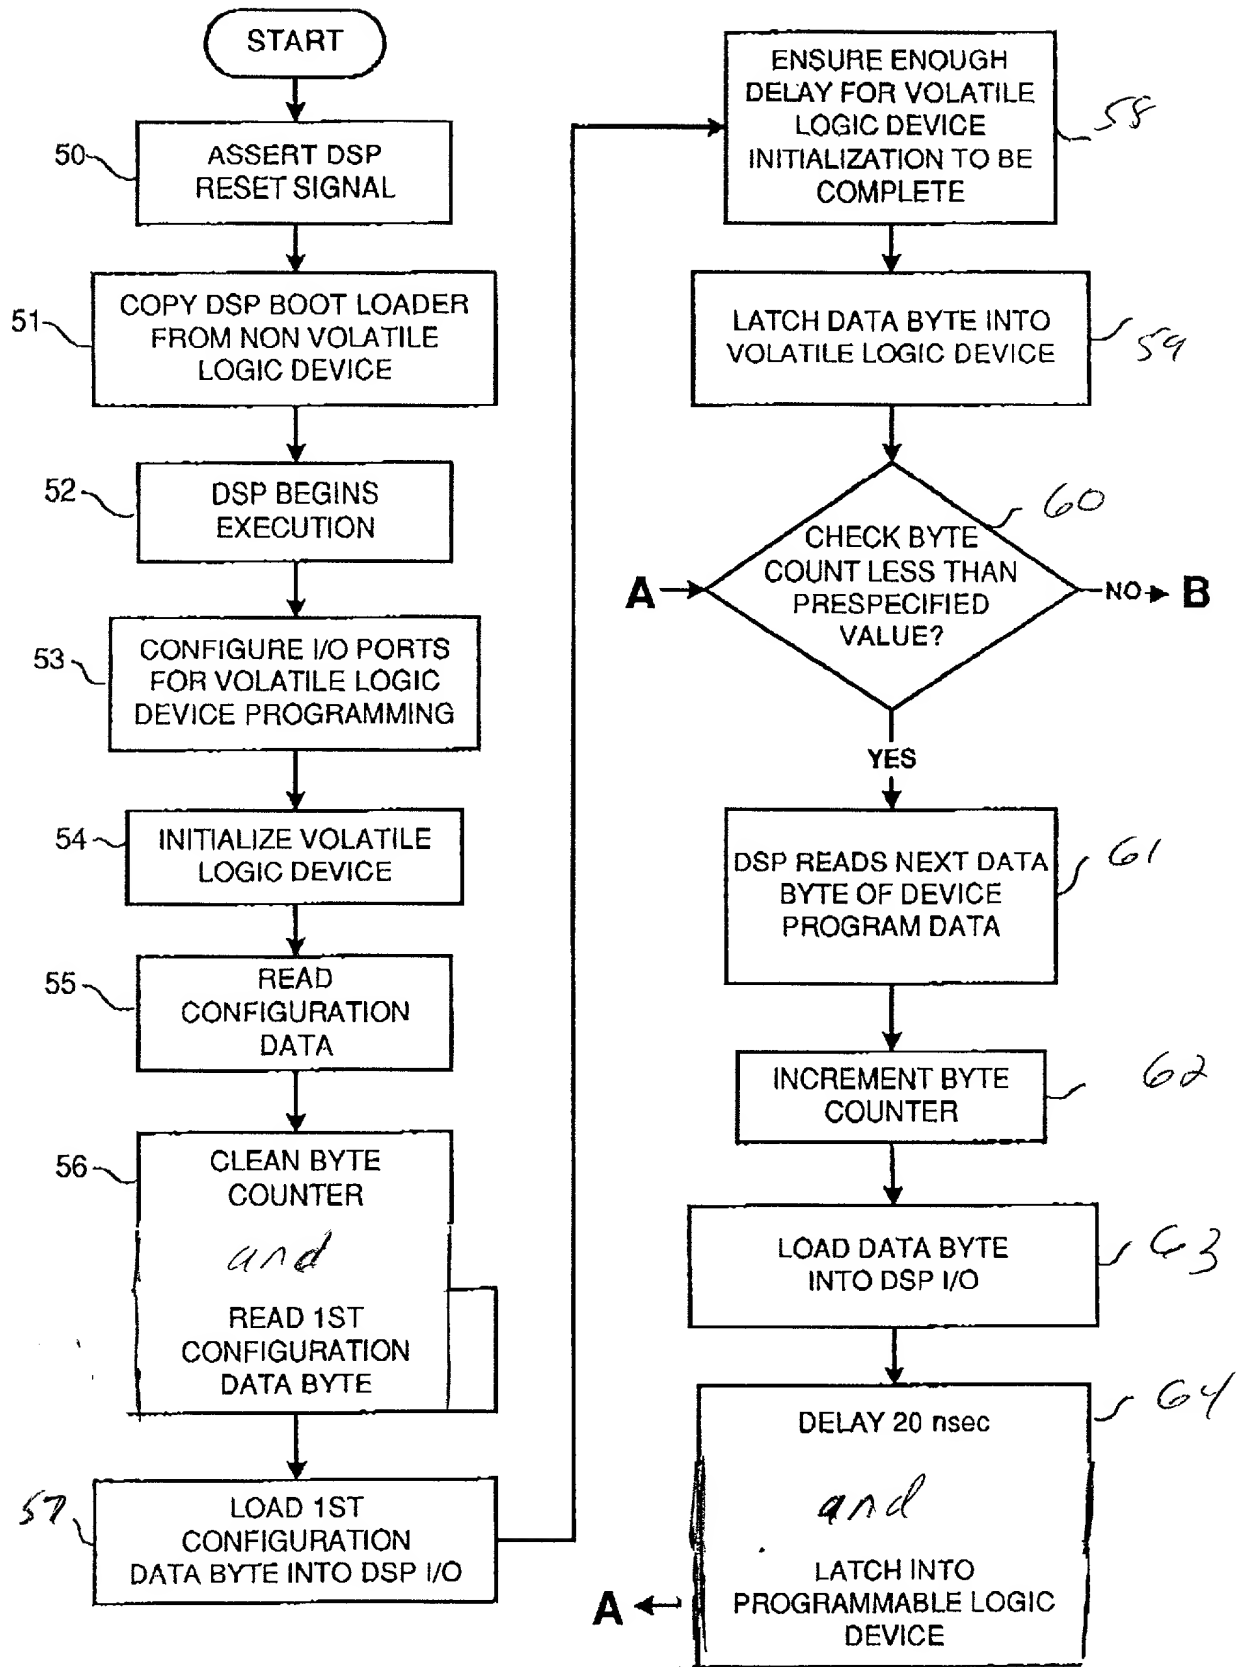 START
50
ASSERT DSP
RESET SIGNAL
51
COPY DSP BOOT LOADER
FROM NON VOLATILE
LOGIC DEVICE
52
DSP BEGINS
EXECUTION
53
CONFIGURE I/O PORTS
FOR VOLATILE LOGIC
DEVICE PROGRAMMING
54
INITIALIZE VOLATILE
LOGIC DEVICE
55
READ
CONFIGURATION
DATA
56
CLEAN BYTE
COUNTER
and
READ 1ST
CONFIGURATION
DATA BYTE
57
LOAD 1ST
CONFIGURATION
DATA BYTE INTO DSP I/O
ENSURE ENOUGH
DELAY FOR VOLATILE
LOGIC DEVICE
INITIALIZATION TO BE
COMPLETE
58
LATCH DATA BYTE INTO
VOLATILE LOGIC DEVICE
59
60
CHECK BYTE
COUNT LESS THAN
PRESPECIFIED
VALUE?
A
NO
B
YES
DSP READS NEXT DATA
BYTE OF DEVICE
PROGRAM DATA
61
INCREMENT BYTE
COUNTER
62
LOAD DATA BYTE
INTO DSP I/O
63
DELAY 20 nsec
64
and
LATCH INTO
PROGRAMMABLE LOGIC
DEVICE
A